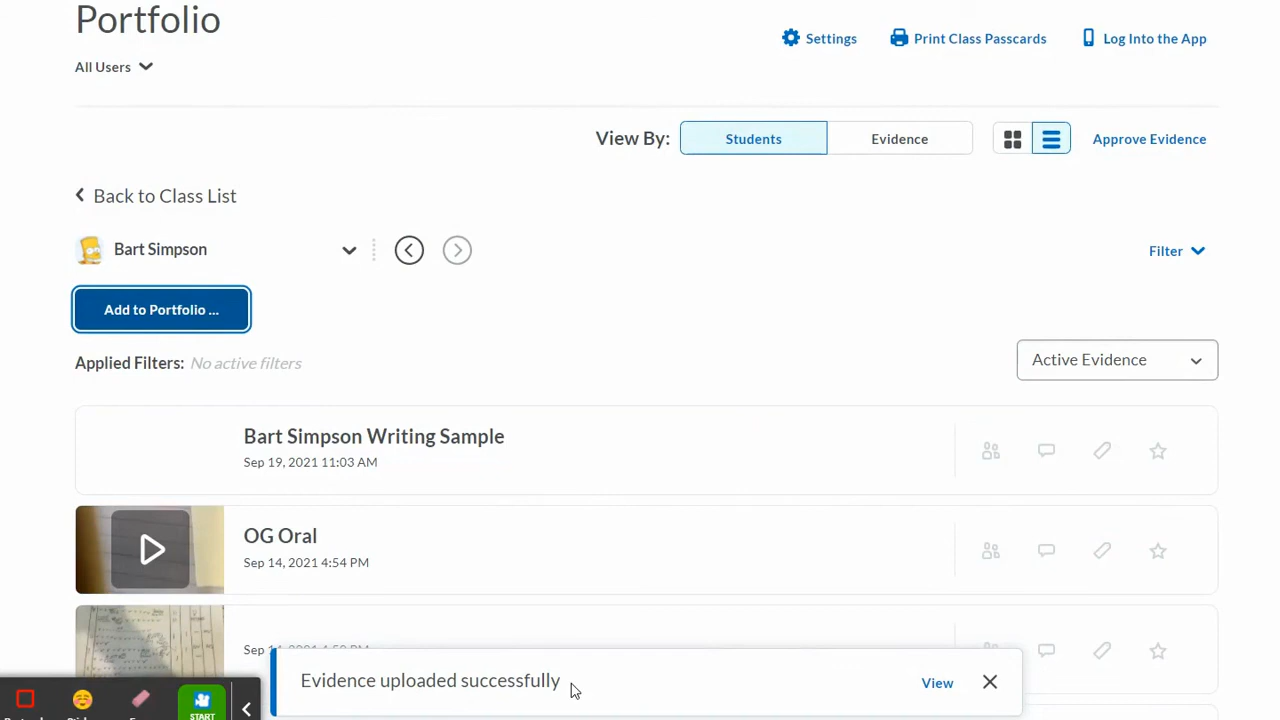 Portfolio
Settings
Print Class Passcards
Log Into the App
All Users
View By:
Students
Evidence
Approve Evidence
Back to Class List
Bart Simpson
Filter
Add to Portfolio ...
Applied Filters: No active filters
Active Evidence
Bart Simpson Writing Sample
Sep 19, 2021 11:03 AM
OG Oral
Sep 14, 2021 4:54 PM
Evidence uploaded successfully
View
START